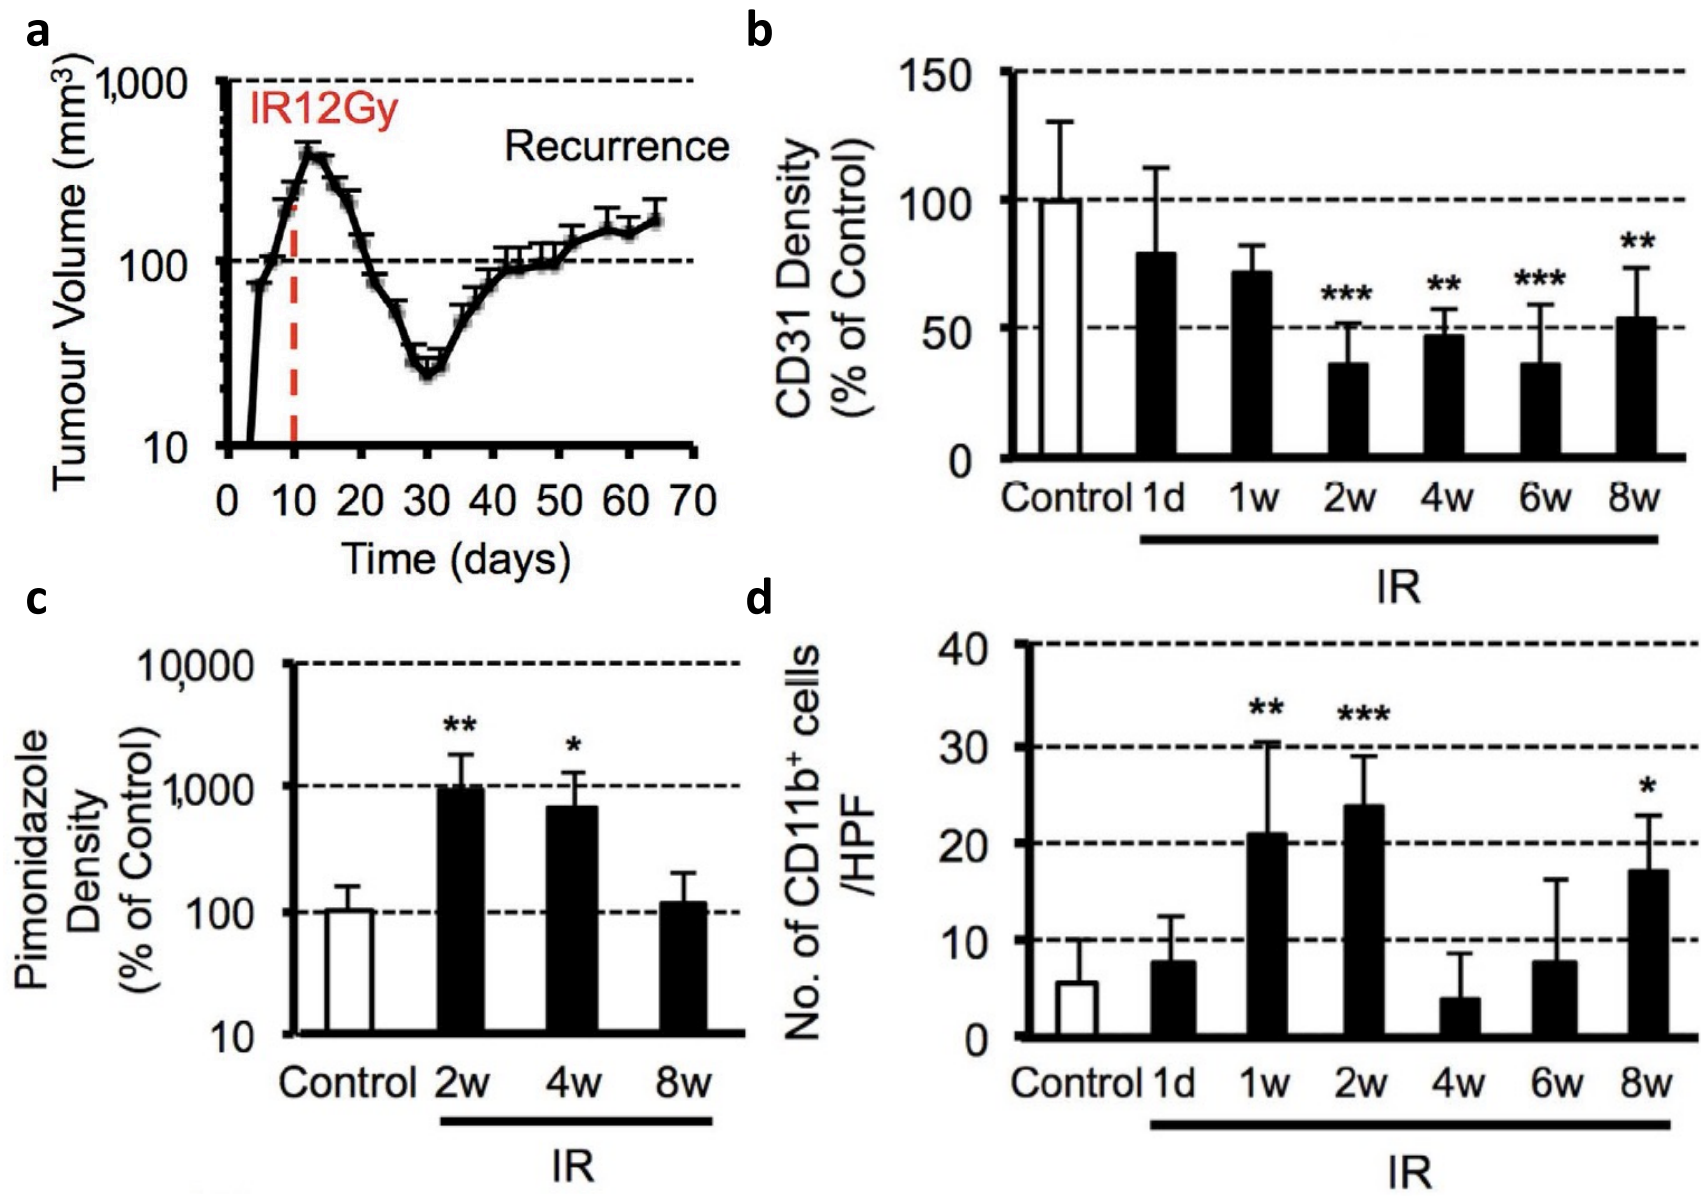 a
Tumour Volume (mm³)
1,000
100
10
IR12Gy
Recurrence
0 10 20 30 40 50 60 70
Time (days)
b
CD31 Density
(% of Control)
150
100
50
0
*** ** *** **
Control 1d 1w 2w 4w 6w 8w
IR
c
Pimonidazole
Density
(% of Control)
10,000
1,000
100
10
** *
Control 2w 4w 8w
IR
d
No. of CD11b⁺ cells
/HPF
40
30
20
10
0
** *** *
Control 1d 1w 2w 4w 6w 8w
IR